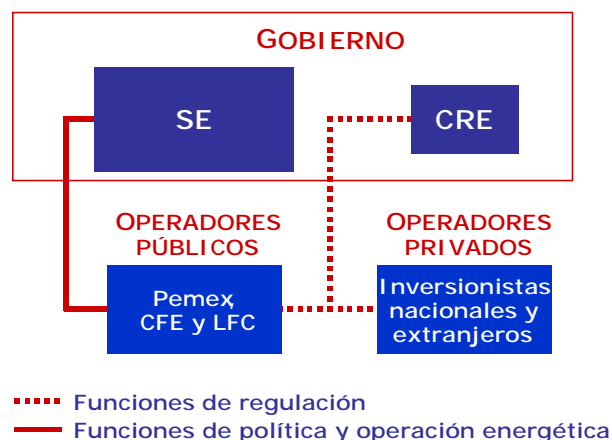 GOBIERNO
SE
CRE
OPERADORES
PÚBLICOS
OPERADORES
PRIVADOS
Pemex,
CFE y LFC
Inversionistas
nacionales y
extranjeros
Funciones de regulación
Funciones de política y operación energética